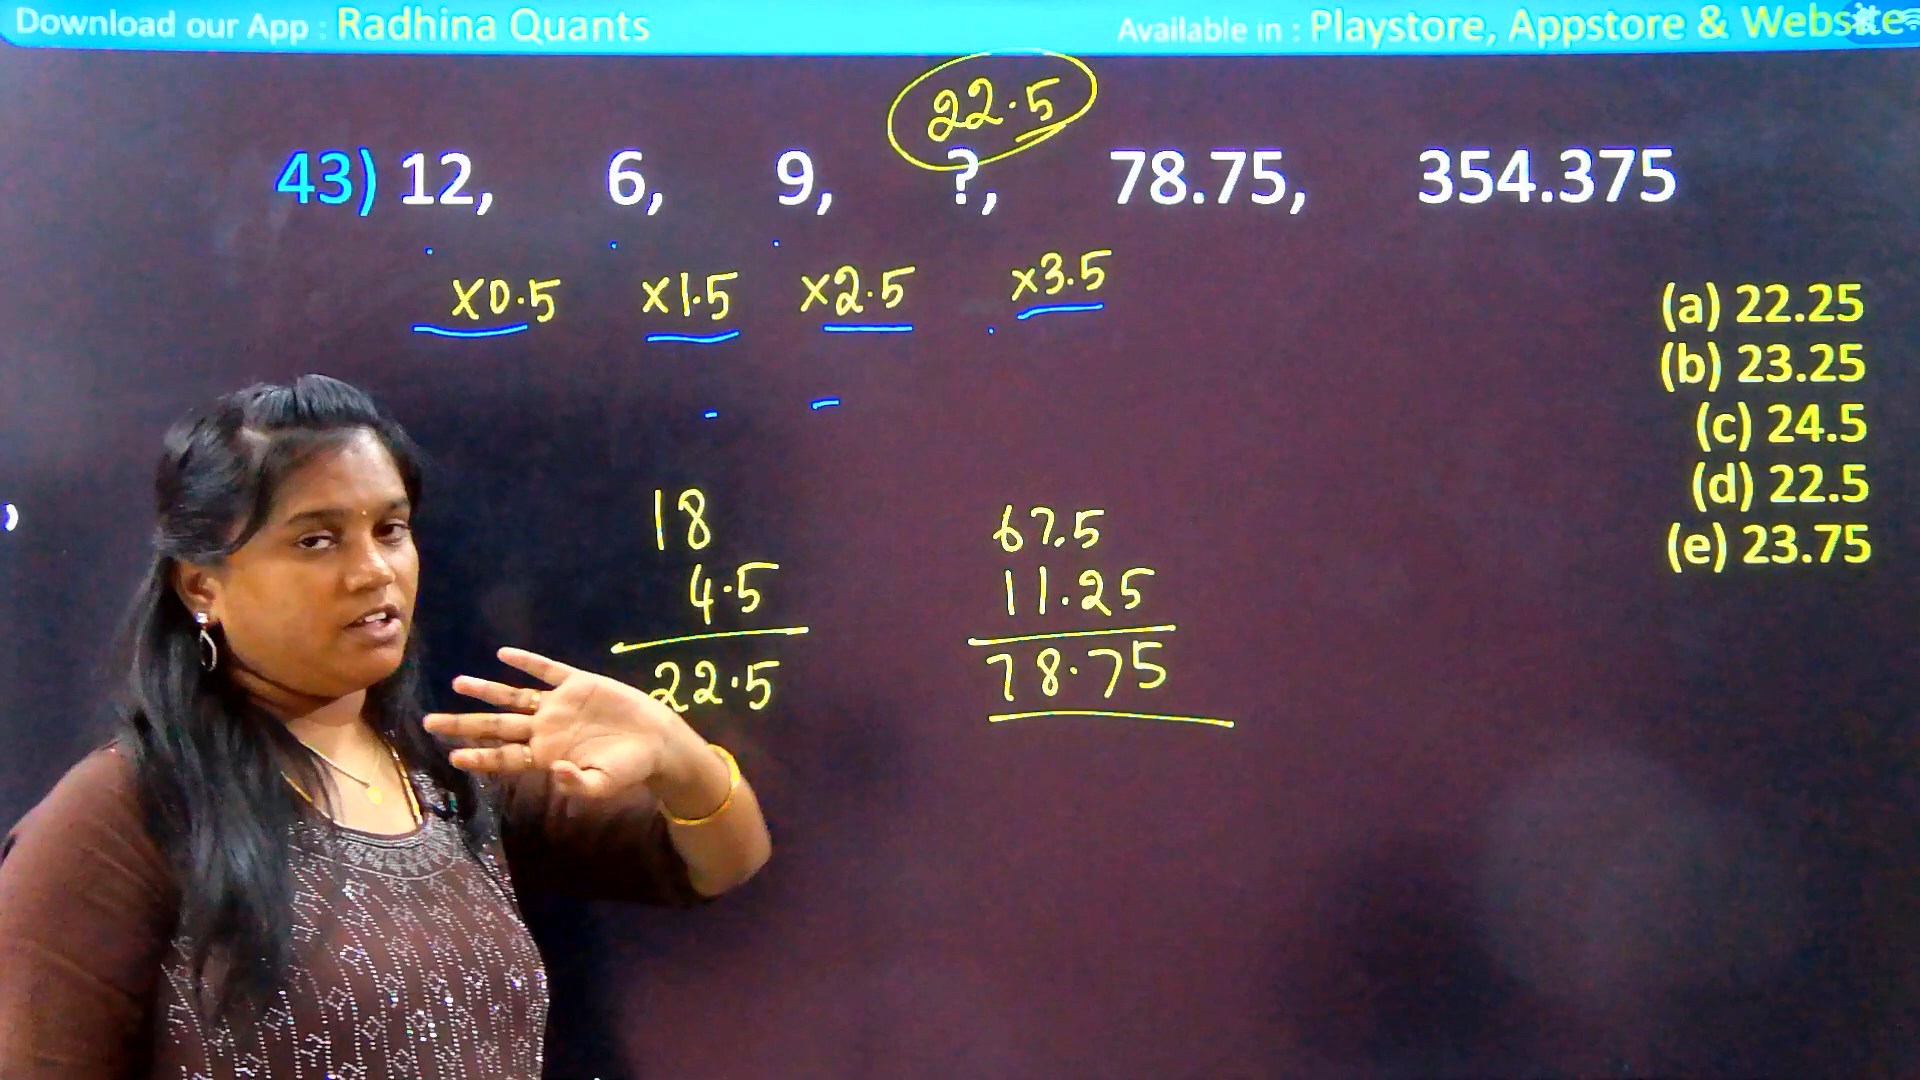 Download our App : Radhina Quants
Available in : Playstore, Appstore & Website
22.5
43) 12, 6, 9, ?, 78.75, 354.375
x0.5 x1.5 x2.5 x3.5
(a) 22.25
(b) 23.25
(c) 24.5
(d) 22.5
(e) 23.75
18
4.5
22.5
67.5
11.25
78.75